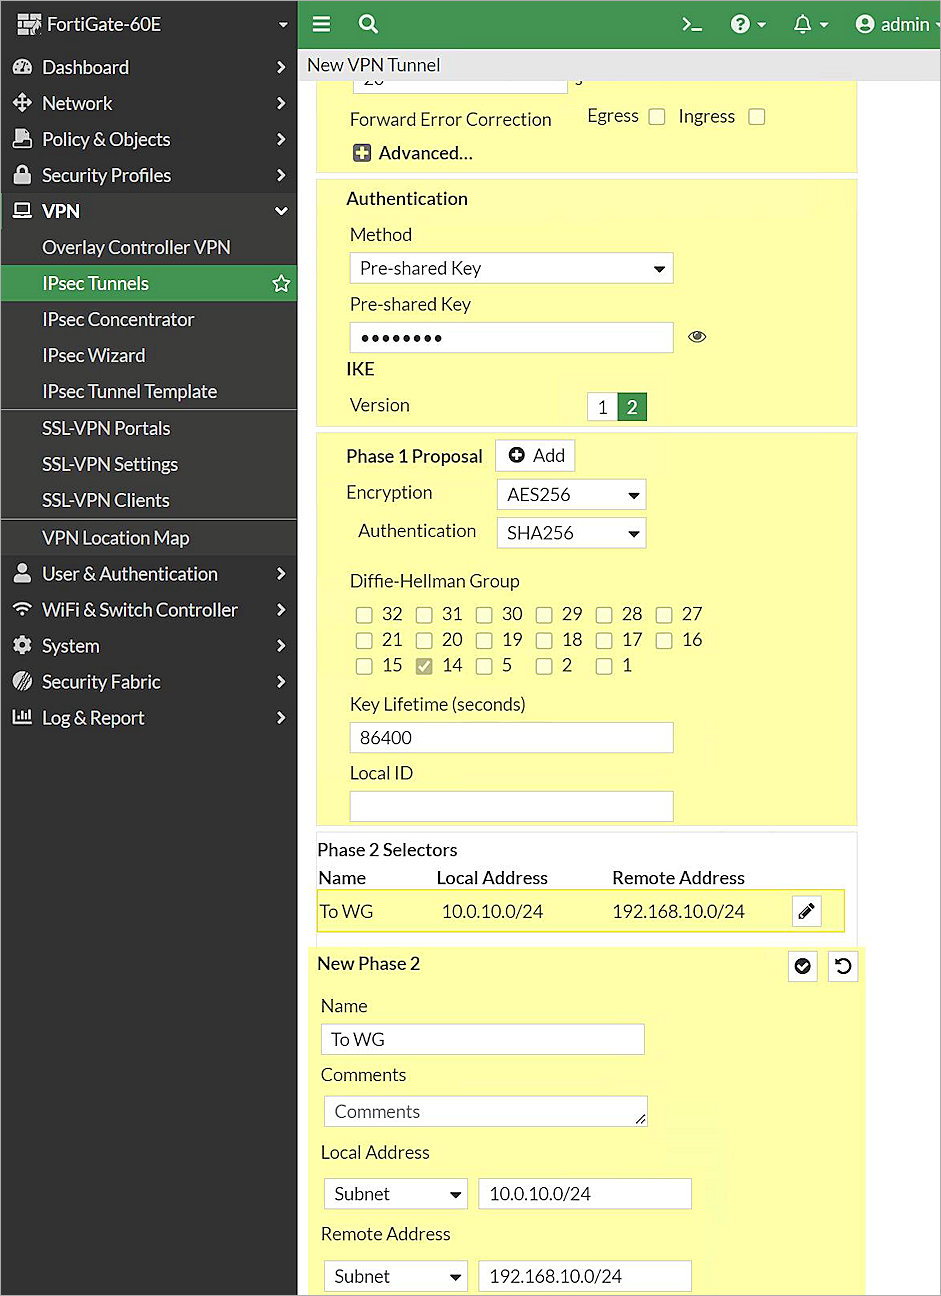 FortiGate-60E
admin
Dashboard
Network
Policy & Objects
Security Profiles
VPN
Overlay Controller VPN
IPsec Tunnels
IPsec Concentrator
IPsec Wizard
IPsec Tunnel Template
SSL-VPN Portals
SSL-VPN Settings
SSL-VPN Clients
VPN Location Map
User & Authentication
WiFi & Switch Controller
System
Security Fabric
Log & Report
New VPN Tunnel
Forward Error Correction Egress Ingress
Advanced...
Authentication
Method
Pre-shared Key
Pre-shared Key
••••••••
IKE
Version 1 2
Phase 1 Proposal Add
Encryption AES256
Authentication SHA256
Diffie-Hellman Group
32 31 30 29 28 27
21 20 19 18 17 16
15 14 5 2 1
Key Lifetime (seconds)
86400
Local ID
Phase 2 Selectors
Name Local Address Remote Address
To WG 10.0.10.0/24 192.168.10.0/24
New Phase 2
Name
To WG
Comments
Comments
Local Address
Subnet 10.0.10.0/24
Remote Address
Subnet 192.168.10.0/24